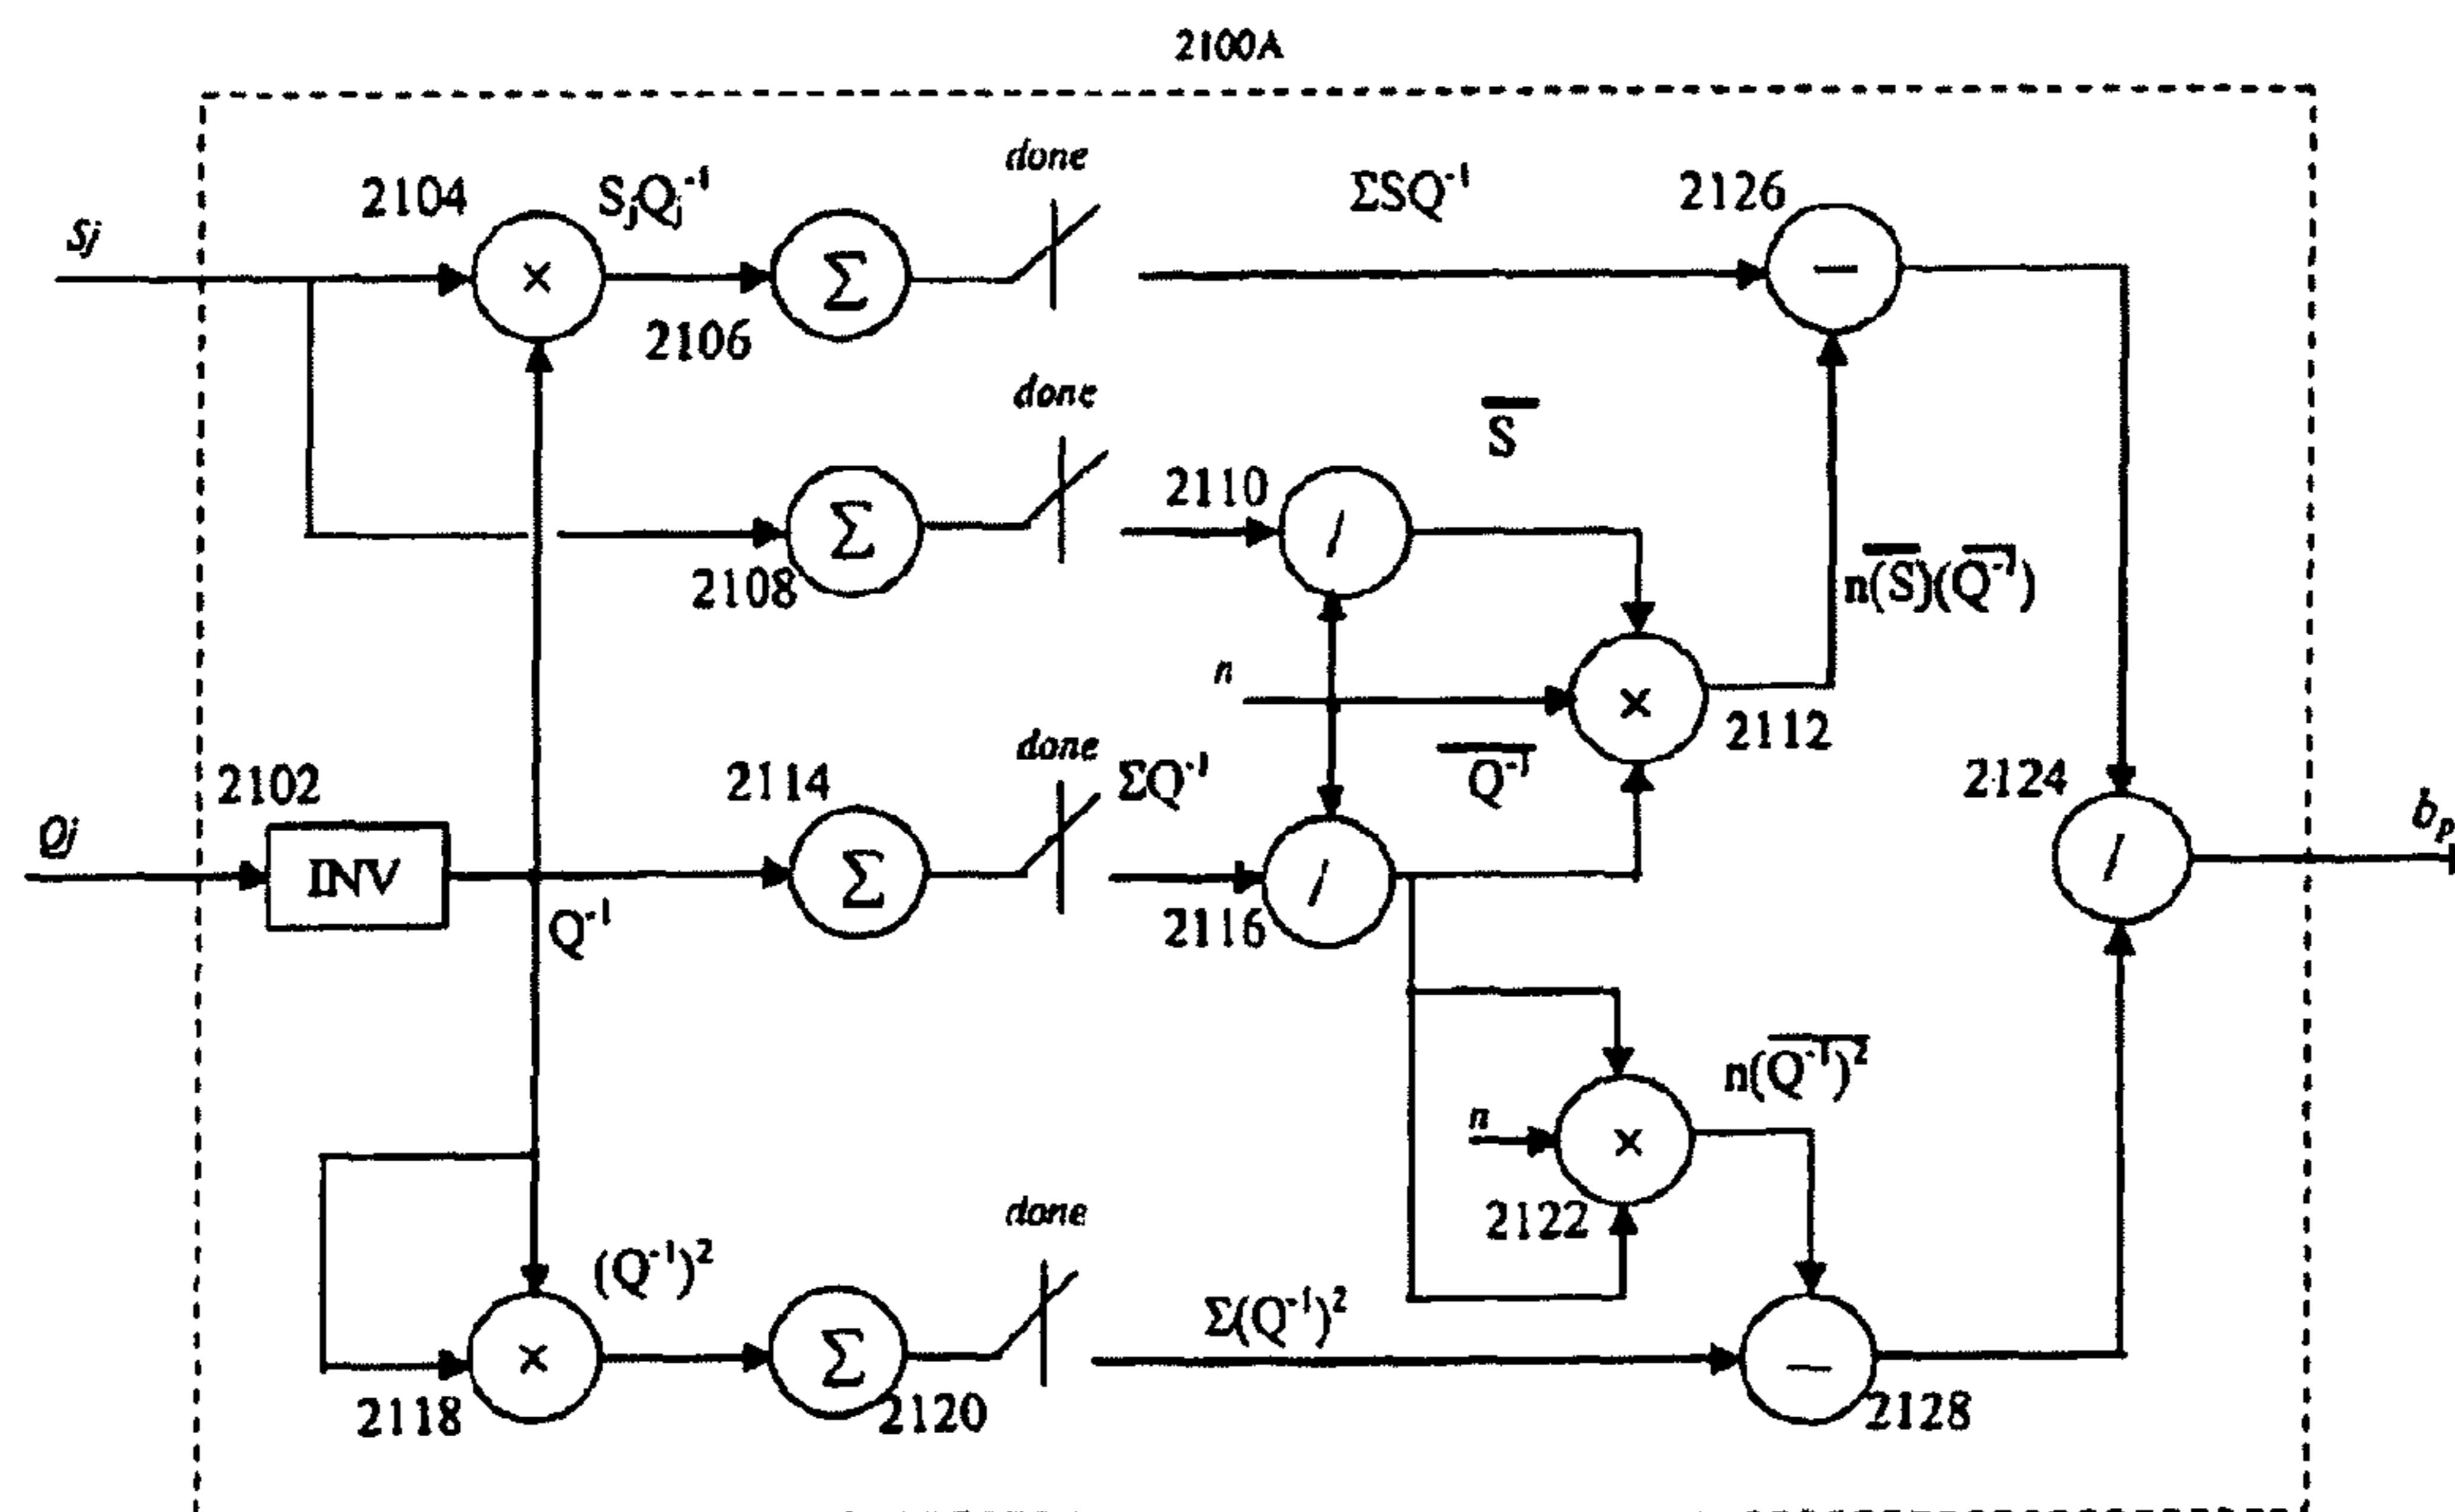 2100A
done
2104
SjQj⁻¹
ΣSQ⁻¹
2126
Sj
×
Σ
−
2106
done
S̅
2110
Σ
/
2108
n(S̅)(Q̅⁻¹)
n
×
2112
done
2102
2114
ΣQ⁻¹
Q̅⁻¹
2124
Qj
INV
Σ
/
/
bp
Q⁻¹
2116
n(Q̅⁻¹)²
n
×
done
2122
(Q⁻¹)²
Σ(Q⁻¹)²
×
Σ
−
2118
2120
2128